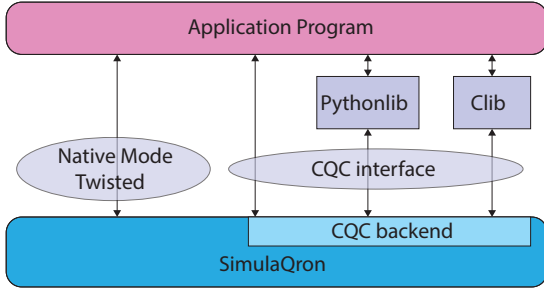 Application Program
Pythonlib
Clib
Native Mode
Twisted
CQC interface
CQC backend
SimulaQron